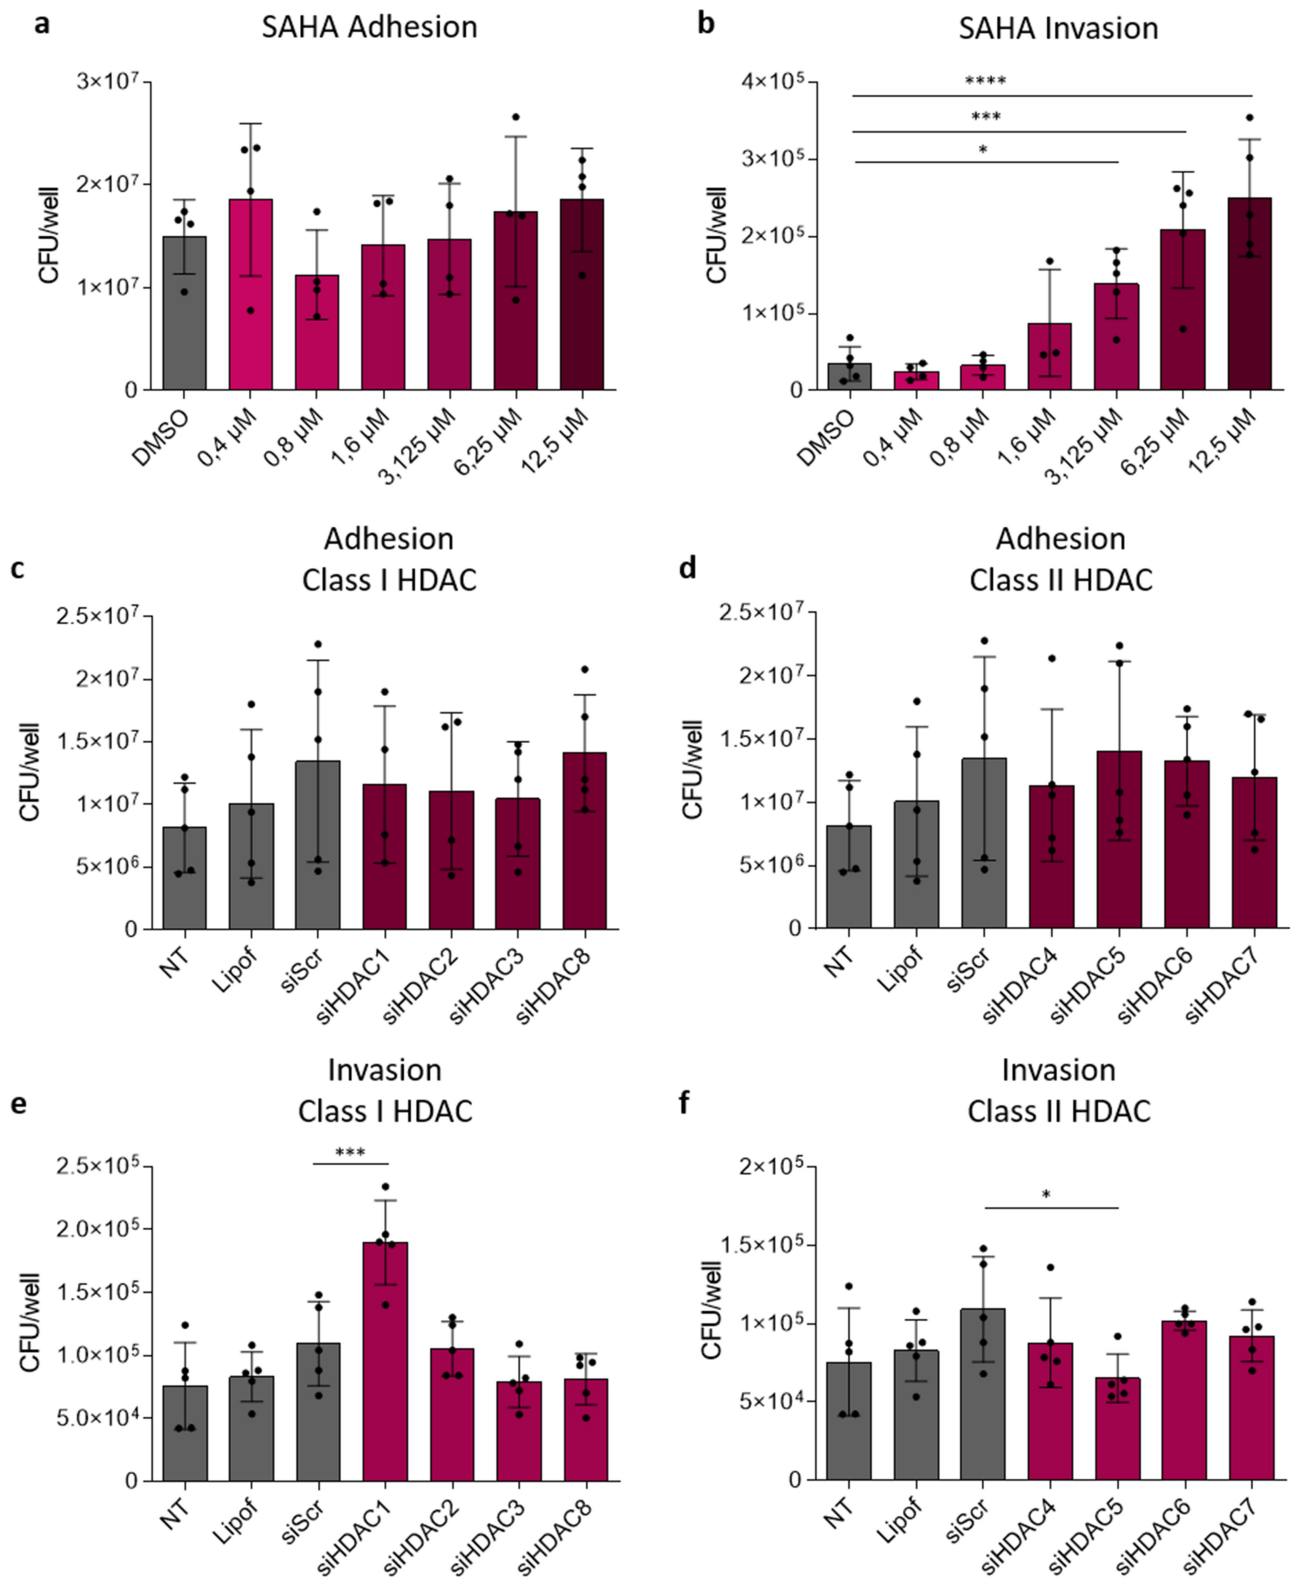 a
SAHA Adhesion
3×10⁷
2×10⁷
1×10⁷
0
CFU/well
DMSO
0,4 µM
0,8 µM
1,6 µM
3,125 µM
6,25 µM
12,5 µM
b
SAHA Invasion
4×10⁵
3×10⁵
2×10⁵
1×10⁵
0
CFU/well
****
***
*
DMSO
0,4 µM
0,8 µM
1,6 µM
3,125 µM
6,25 µM
12,5 µM
c
Adhesion
Class I HDAC
2.5×10⁷
2×10⁷
1.5×10⁷
1×10⁷
5×10⁶
0
CFU/well
NT
Lipof
siScr
siHDAC1
siHDAC2
siHDAC3
siHDAC8
d
Adhesion
Class II HDAC
2.5×10⁷
2×10⁷
1.5×10⁷
1×10⁷
5×10⁶
0
CFU/well
NT
Lipof
siScr
siHDAC4
siHDAC5
siHDAC6
siHDAC7
e
Invasion
Class I HDAC
2.5×10⁵
2.0×10⁵
1.5×10⁵
1.0×10⁵
5.0×10⁴
0
CFU/well
***
NT
Lipof
siScr
siHDAC1
siHDAC2
siHDAC3
siHDAC8
f
Invasion
Class II HDAC
2×10⁵
1.5×10⁵
1×10⁵
5×10⁴
0
CFU/well
*
NT
Lipof
siScr
siHDAC4
siHDAC5
siHDAC6
siHDAC7